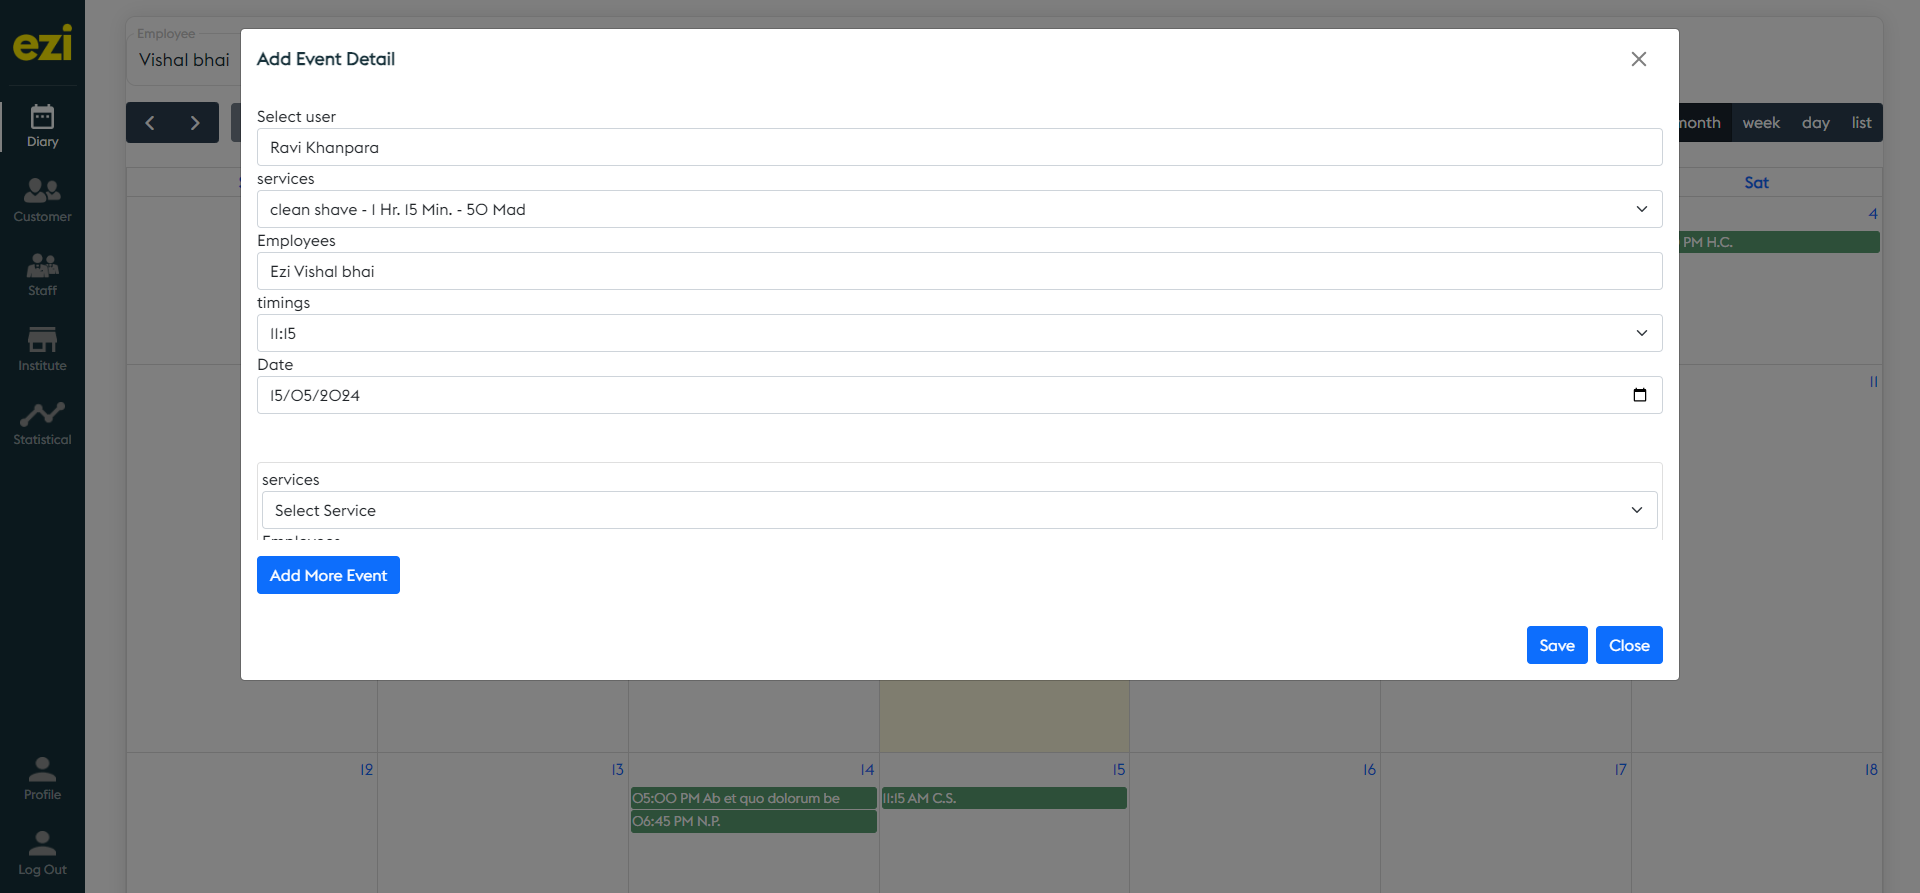 ezi
Diary
Customer
Staff
Institute
Statistical
Profile
Log Out
Employee
Vishal bhai
month week day list
Sat
4
PM H.C.
11
Add Event Detail
Select user
Ravi Khanpara
services
clean shave - 1 Hr. 15 Min. - 50 Mad
Employees
Ezi Vishal bhai
timings
11:15
Date
15/05/2024
services
Select Service
Employees
Add More Event
Save Close
12 13 14 15 16 17 18
05:00 PM Ab et quo dolorum be
06:45 PM N.P.
11:15 AM C.S.